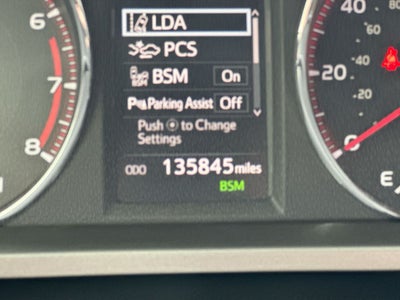 LDA
PCS
BSM On
Parking Assist Off
Push to Change
Settings
ODO 135845 miles
BSM
6
7
8
40
80
20
0
E